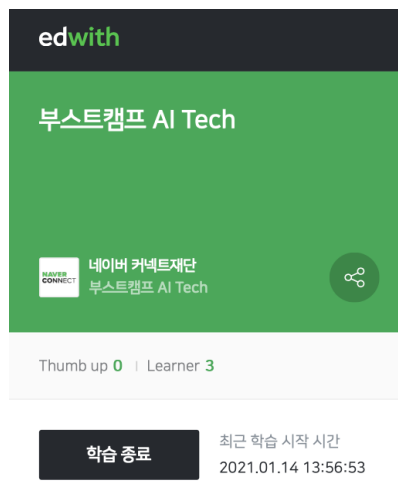 edwith
부스트캠프 AI Tech
NAVER
CONNECT
네이버 커넥트재단
부스트캠프 AI Tech
Thumb up 0 | Learner 3
학습 종료
최근 학습 시작 시간
2021.01.14 13:56:53